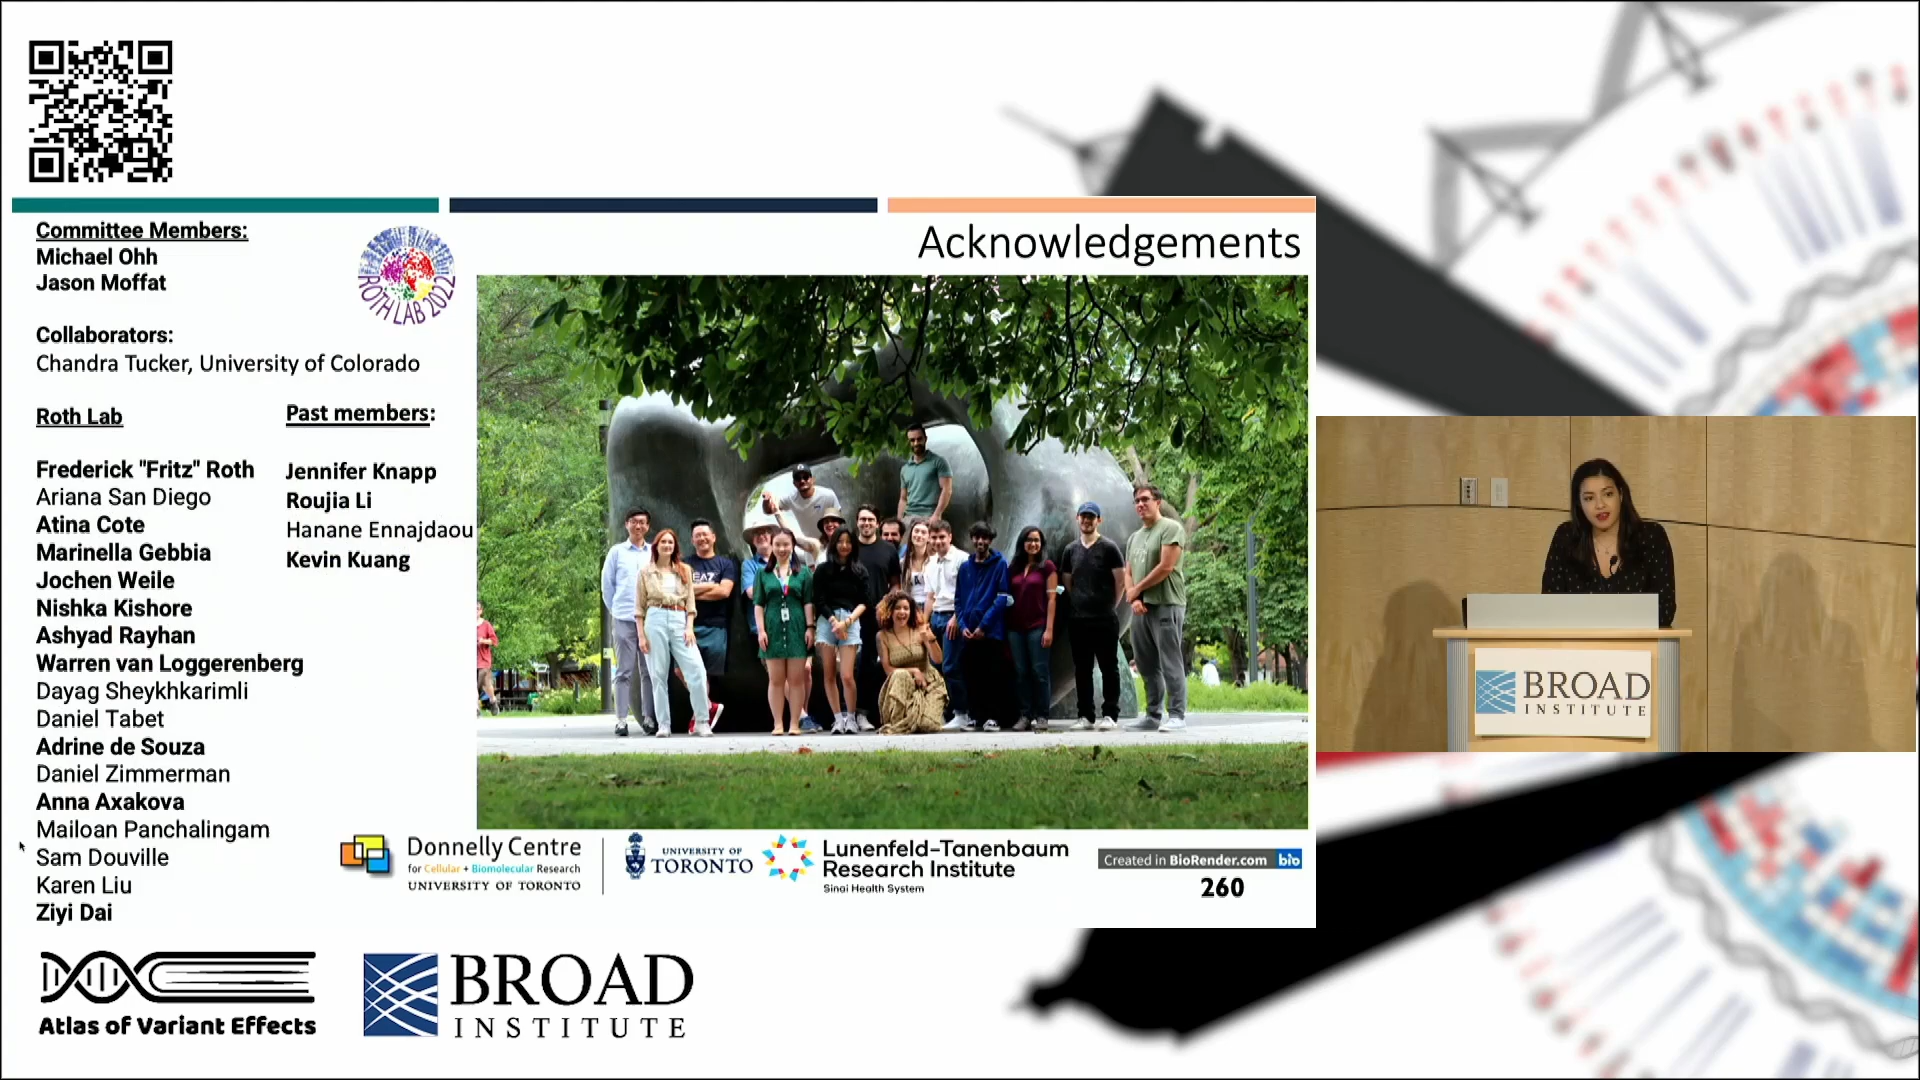 Acknowledgements
Committee Members:
Michael Ohh
Jason Moffat
ROTH LAB 2022
Collaborators:
Chandra Tucker, University of Colorado
Roth Lab
Frederick "Fritz" Roth
Ariana San Diego
Atina Cote
Marinella Gebbia
Jochen Weile
Nishka Kishore
Ashyad Rayhan
Warren van Loggerenberg
Dayag Sheykhkarimli
Daniel Tabet
Adrine de Souza
Daniel Zimmerman
Anna Axakova
Mailoan Panchalingam
Sam Douville
Karen Liu
Ziyi Dai
Past members:
Jennifer Knapp
Roujia Li
Hanane Ennajdaou
Kevin Kuang
Donnelly Centre
for Cellular + Biomolecular Research
UNIVERSITY OF TORONTO
UNIVERSITY OF
TORONTO
Lunenfeld-Tanenbaum
Research Institute
Sinai Health System
Created in BioRender.com bio
260
BROAD
INSTITUTE
Atlas of Variant Effects
BROAD
INSTITUTE